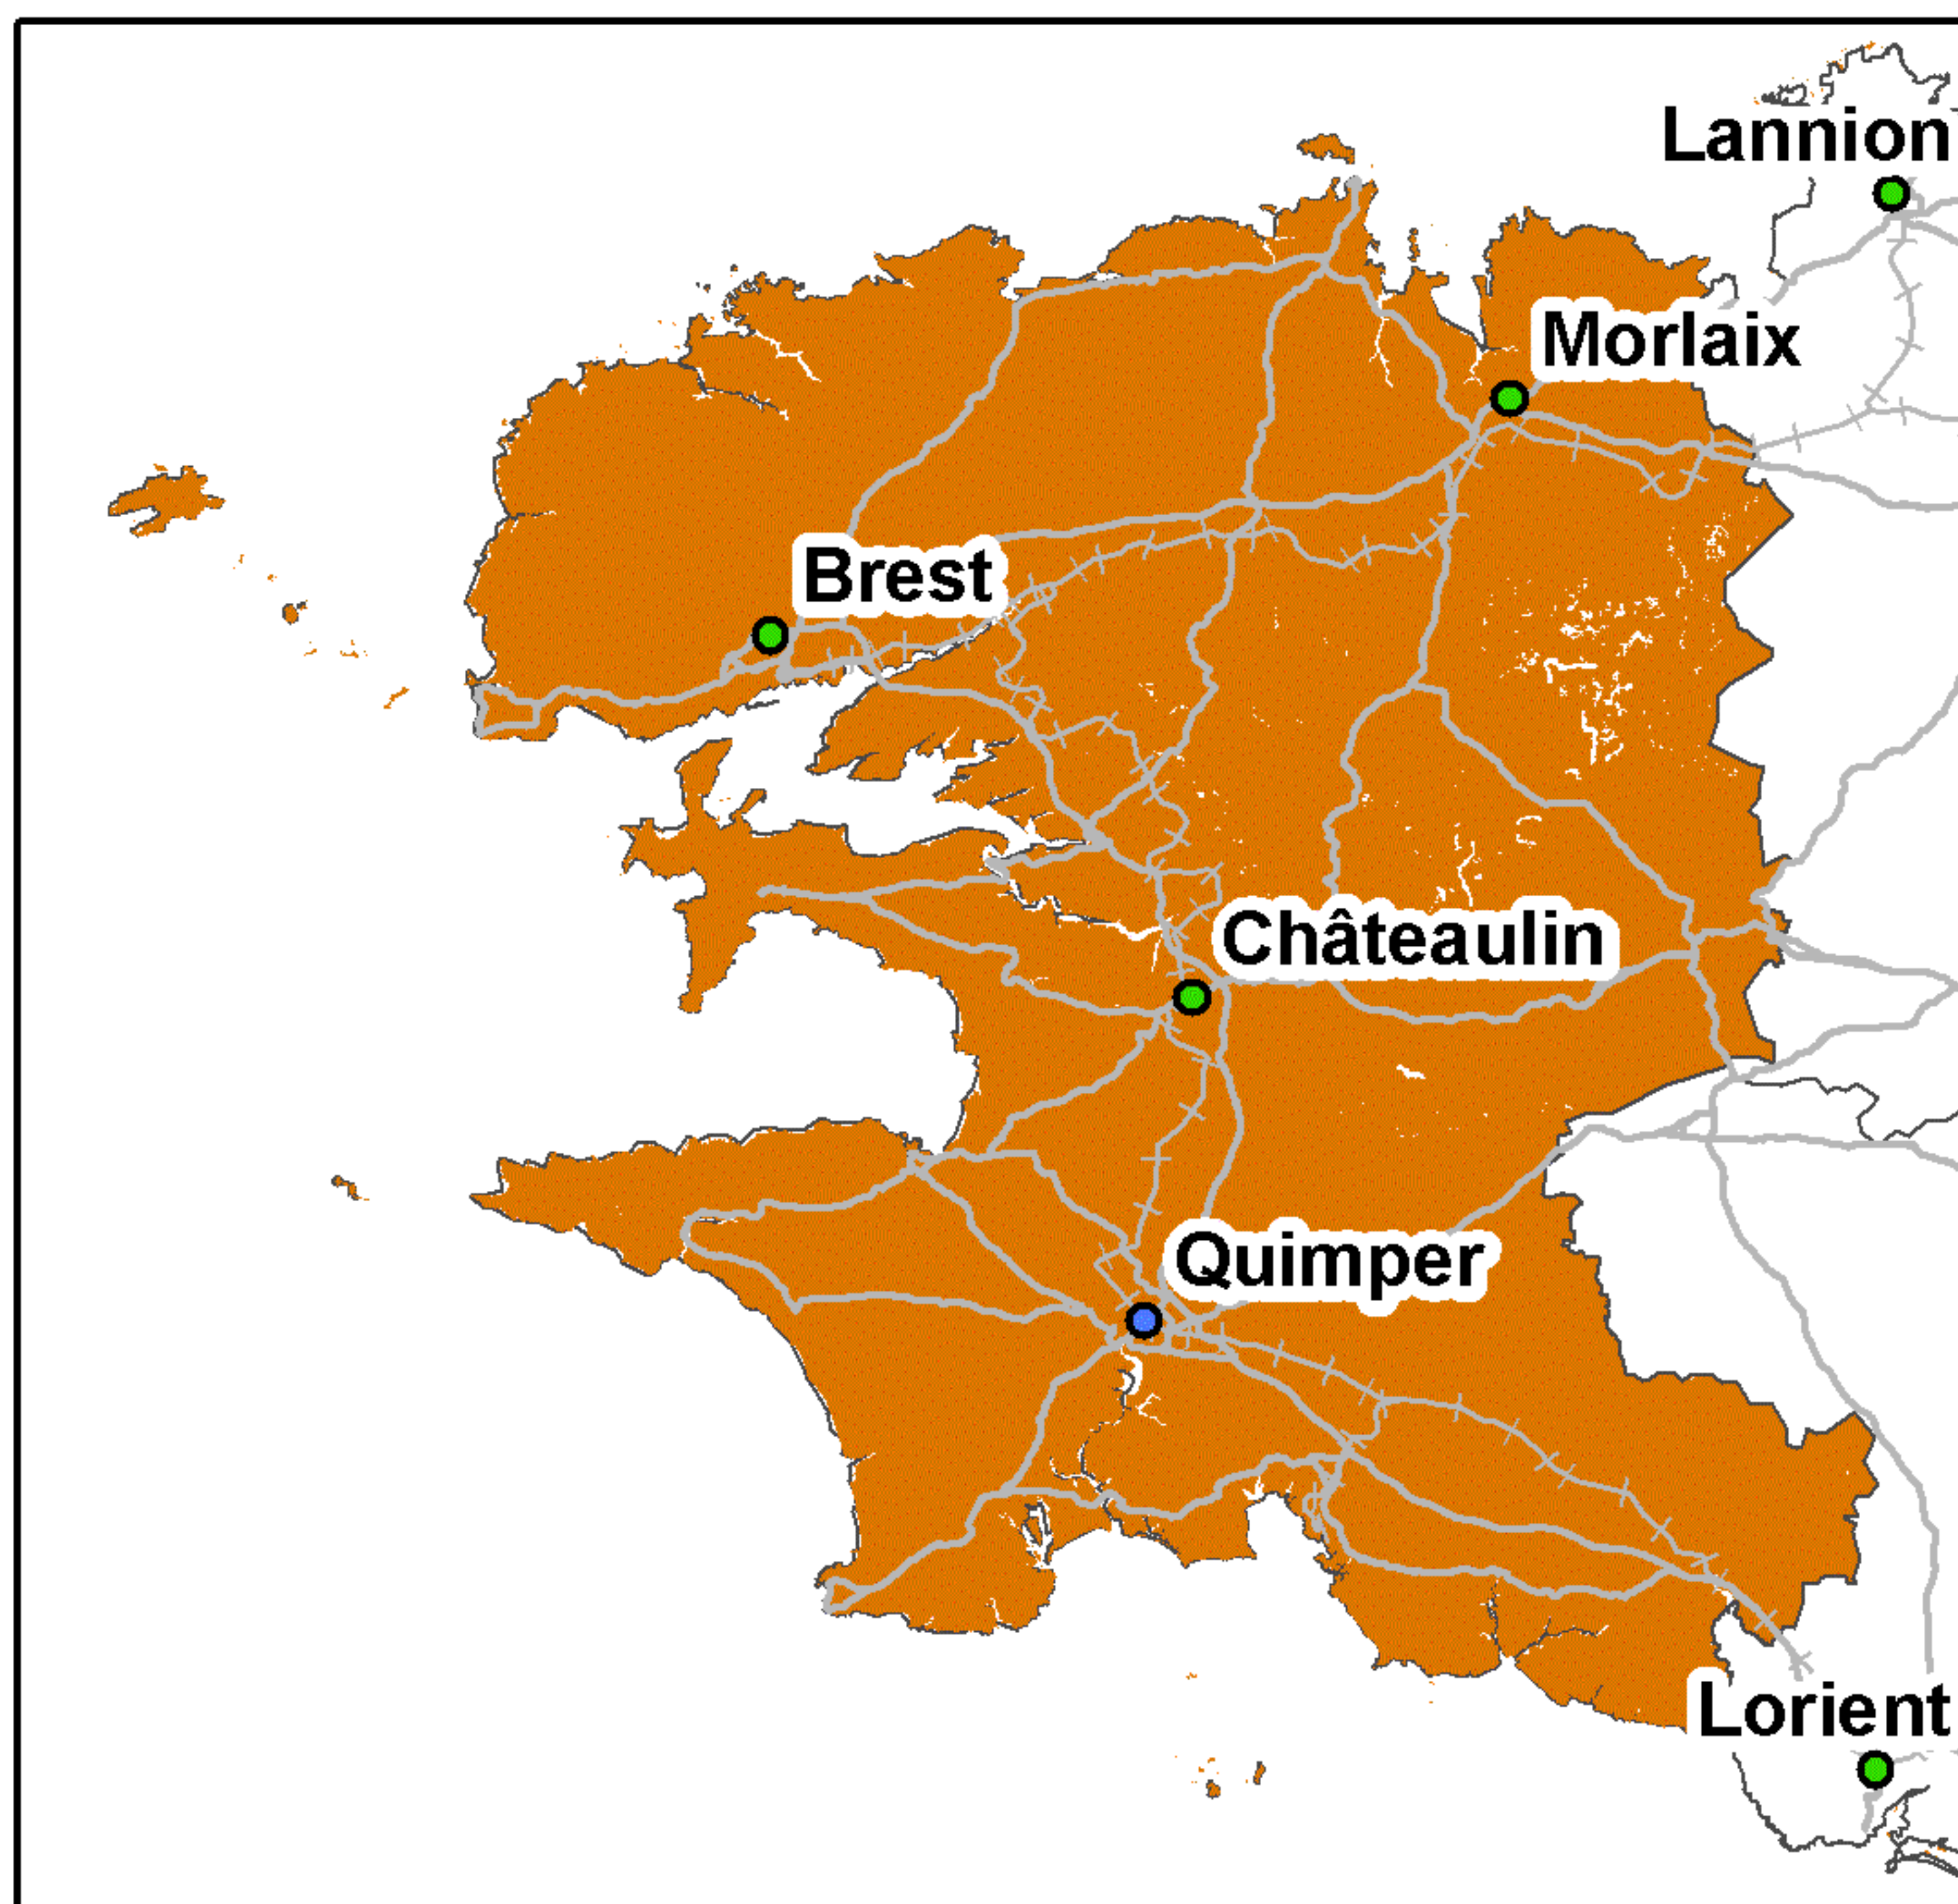 Lannion
Morlaix
Brest
Châteaulin
Quimper
Lorient